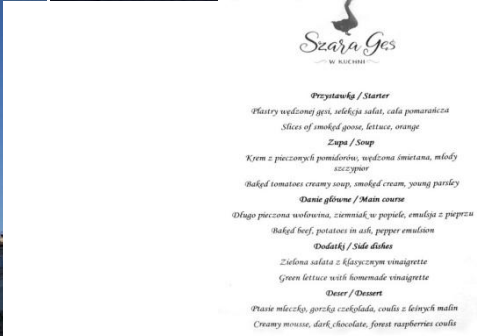 Szara Gęś
W KUCHNI
Przystawka / Starter
Plastry wędzonej gęsi, selekcja sałat, cała pomarańcza
Slices of smoked goose, lettuce, orange
Zupa / Soup
Krem z pieczonych pomidorów, wędzona śmietana, młody
szczypior
Baked tomatoes creamy soup, smoked cream, young parsley
Danie główne / Main course
Długo pieczona wołowina, ziemniak w popiele, emulsja z pieprzu
Baked beef, potatoes in ash, pepper emulsion
Dodatki / Side dishes
Zielona sałata z klasycznym vinaigrette
Green lettuce with homemade vinaigrette
Deser / Dessert
Ptasie mleczko, gorzka czekolada, coulis z leśnych malin
Creamy mousse, dark chocolate, forest raspberries coulis